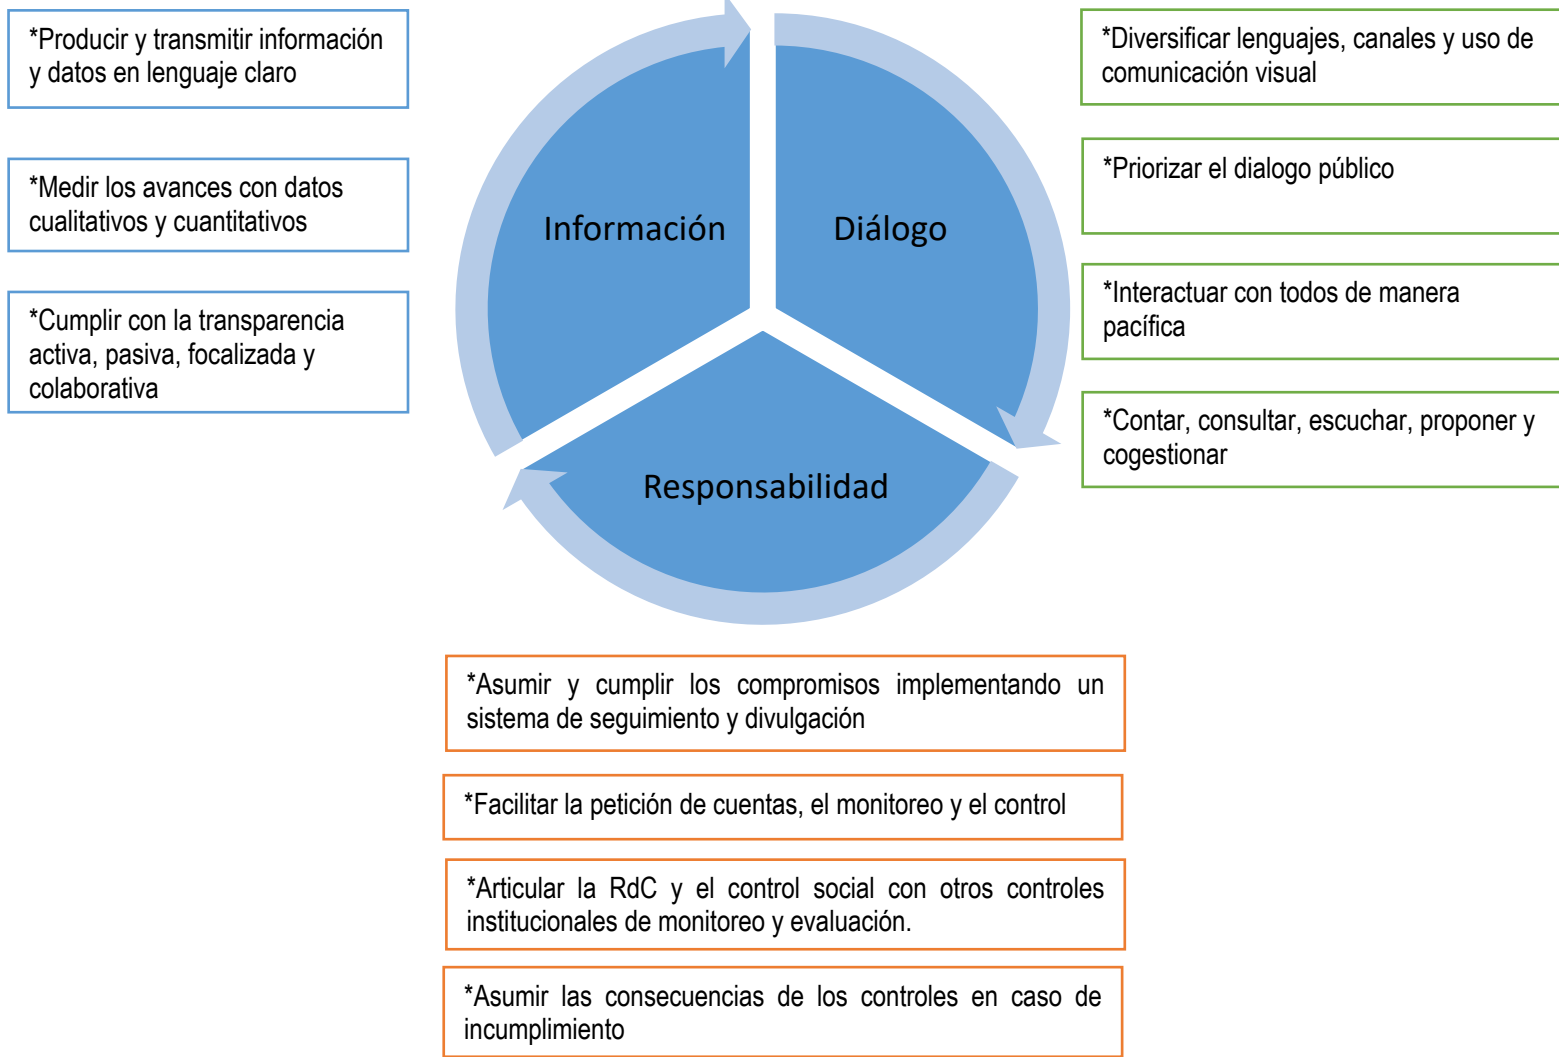 *Producir y transmitir información
y datos en lenguaje claro
*Medir los avances con datos
cualitativos y cuantitativos
*Cumplir con la transparencia
activa, pasiva, focalizada y
colaborativa
Información
Diálogo
Responsabilidad
*Diversificar lenguajes, canales y uso de
comunicación visual
*Priorizar el dialogo público
*Interactuar con todos de manera
pacífica
*Contar, consultar, escuchar, proponer y
cogestionar
*Asumir y cumplir los compromisos implementando un
sistema de seguimiento y divulgación
*Facilitar la petición de cuentas, el monitoreo y el control
*Articular la RdC y el control social con otros controles
institucionales de monitoreo y evaluación.
*Asumir las consecuencias de los controles en caso de
incumplimiento